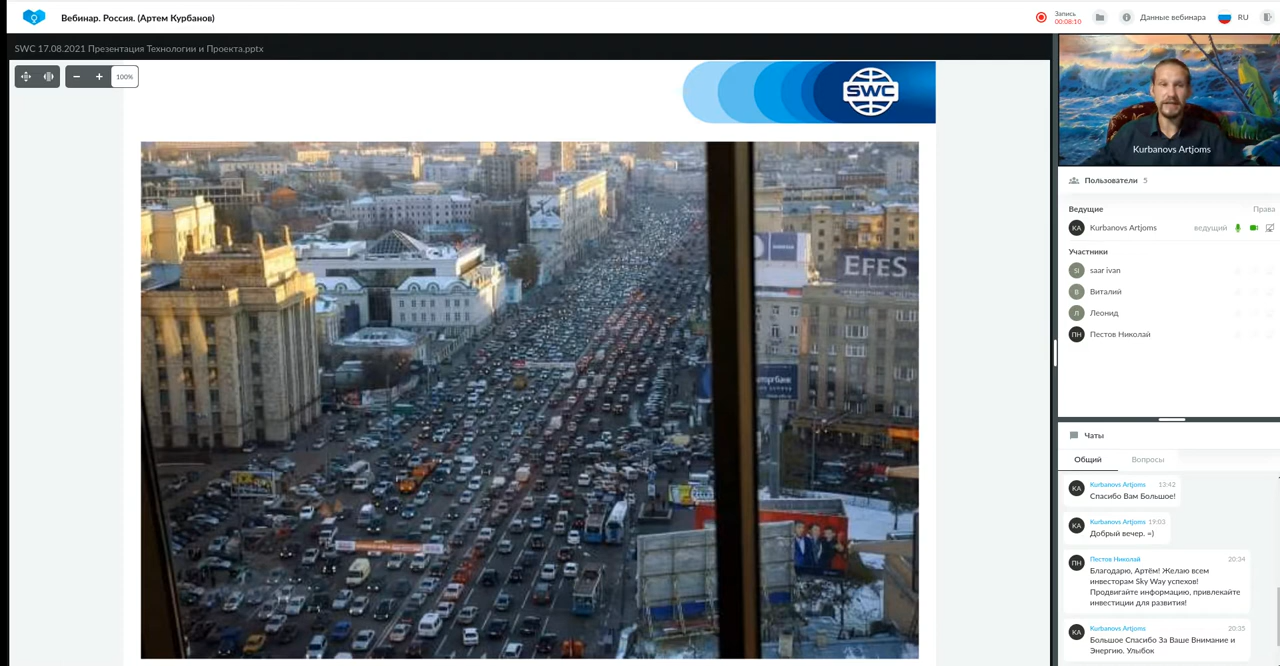 Вебинар. Россия. (Артем Курбанов)
Запись
00:08:10
Данные вебинара
RU
SWC 17.08.2021 Презентация Технологии и Проекта.pptx
100%
SWC
EFES
Kurbanovs Artjoms
Пользователи 5
Ведущие
Права
KA
Kurbanovs Artjoms
ведущий
Участники
SI
saar ivan
В
Виталий
Л
Леонид
ПН
Пестов Николай
Чаты
Общий
Вопросы
KA
Kurbanovs Artjoms 13:42
Спасибо Вам Большое!
KA
Kurbanovs Artjoms 19:03
Добрый вечер. =)
ПН
Пестов Николай 20:34
Благодарю, Артём! Желаю всем
инвесторам Sky Way успехов!
Продвигайте информацию, привлекайте
инвестиции для развития!
KA
Kurbanovs Artjoms 20:35
Большое Спасибо За Ваше Внимание и
Энергию. Улыбок